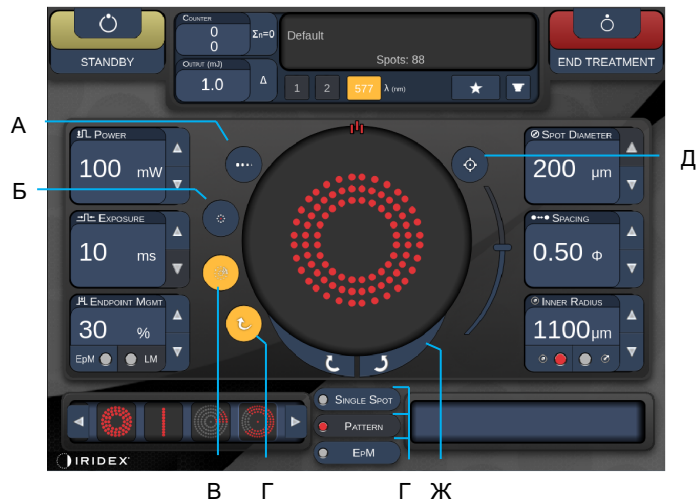 COUNTER
0
0
Σn=0
OUTPUT (mJ)
1.0
Δ
Default
Spots: 88
1 2 577 λ (nm)
STANDBY
END TREATMENT
А
Б
Д
POWER
100 mW
EXPOSURE
10 ms
ENDPOINT MGMT
30 %
EpM LM
SPOT DIAMETER
200 µm
SPACING
0.50 Φ
INNER RADIUS
1100µm
SINGLE SPOT
PATTERN
EPM
IRIDEX
В Г Г Ж